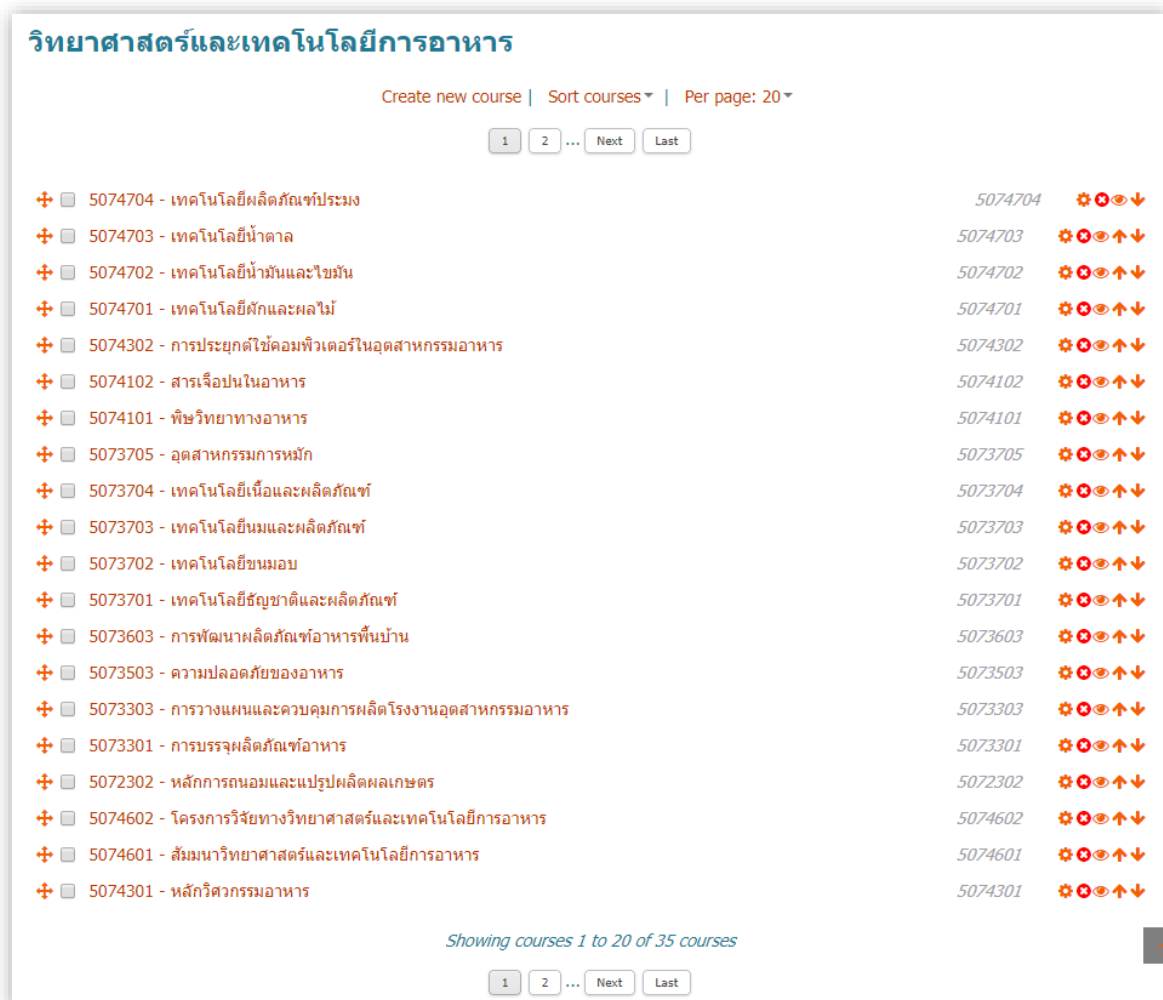 วิทยาศาสตร์และเทคโนโลยีการอาหาร
Create new course | Sort courses | Per page: 20
1 2 ... Next Last
5074704 - เทคโนโลยีผลิตภัณฑ์ประมง 5074704
5074703 - เทคโนโลยีน้ำตาล 5074703
5074702 - เทคโนโลยีน้ำมันและไขมัน 5074702
5074701 - เทคโนโลยีผักและผลไม้ 5074701
5074302 - การประยุกต์ใช้คอมพิวเตอร์ในอุตสาหกรรมอาหาร 5074302
5074102 - สารเจือปนในอาหาร 5074102
5074101 - พิษวิทยาทางอาหาร 5074101
5073705 - อุตสาหกรรมการหมัก 5073705
5073704 - เทคโนโลยีเนื้อและผลิตภัณฑ์ 5073704
5073703 - เทคโนโลยีนมและผลิตภัณฑ์ 5073703
5073702 - เทคโนโลยีขนมอบ 5073702
5073701 - เทคโนโลยีธัญชาติและผลิตภัณฑ์ 5073701
5073603 - การพัฒนาผลิตภัณฑ์อาหารพื้นบ้าน 5073603
5073503 - ความปลอดภัยของอาหาร 5073503
5073303 - การวางแผนและควบคุมการผลิตโรงงานอุตสาหกรรมอาหาร 5073303
5073301 - การบรรจุผลิตภัณฑ์อาหาร 5073301
5072302 - หลักการถนอมและแปรูปผลิตผลเกษตร 5072302
5074602 - โครงการวิจัยทางวิทยาศาสตร์และเทคโนโลยีการอาหาร 5074602
5074601 - สัมมนาวิทยาศาสตร์และเทคโนโลยีการอาหาร 5074601
5074301 - หลักวิศวกรรมอาหาร 5074301
Showing courses 1 to 20 of 35 courses
1 2 ... Next Last